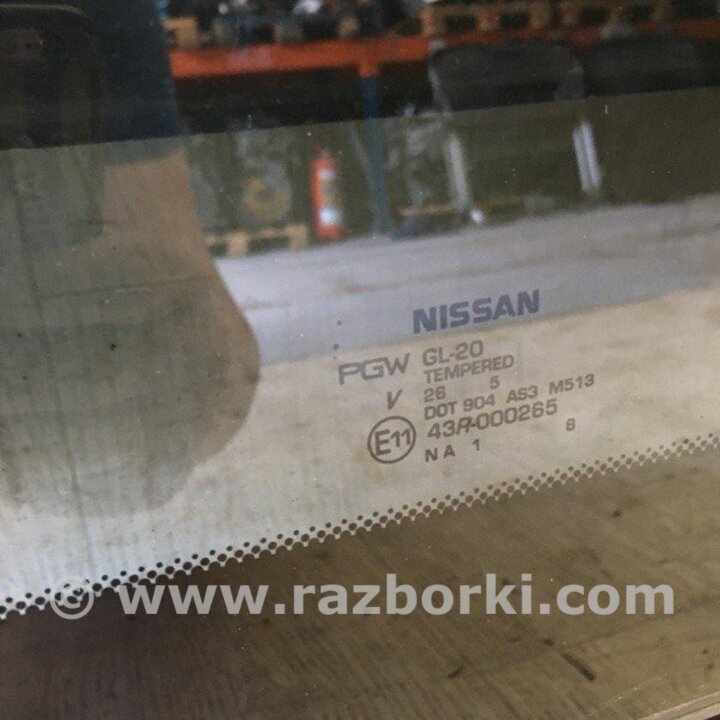 NISSAN
PGW GL-20
TEMPERED
V 26 5
DOT 904 AS3 M513
E11 43R-000265
N A 1 8
© www.razborki.com